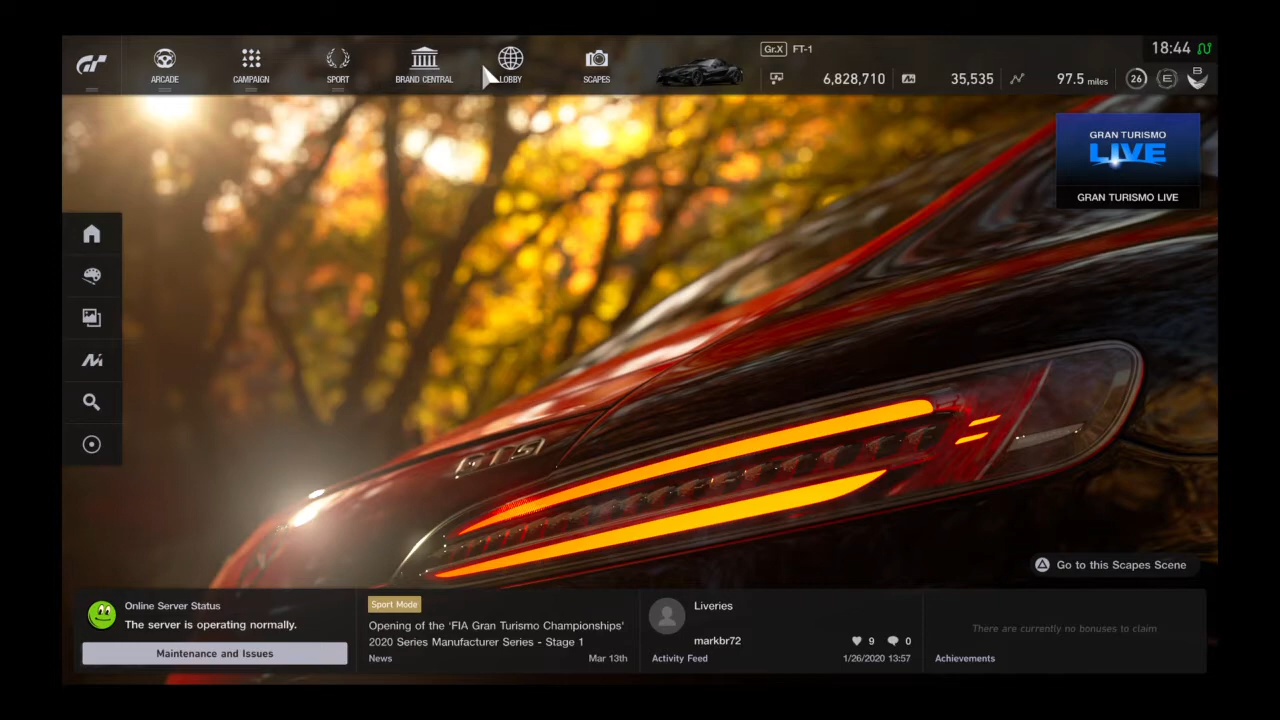 ARCADE
CAMPAIGN
SPORT
BRAND CENTRAL
LOBBY
SCAPES
Gr.X FT-1
6,828,710
35,535
97.5 miles
18:44
26
E
B
GRAN TURISMO
LIVE
GRAN TURISMO LIVE
GTS
Go to this Scapes Scene
Online Server Status
The server is operating normally.
Maintenance and Issues
Sport Mode
Opening of the 'FIA Gran Turismo Championships'
2020 Series Manufacturer Series - Stage 1
News Mar 13th
Liveries
markbr72
9 0
Activity Feed 1/26/2020 13:57
There are currently no bonuses to claim
Achievements